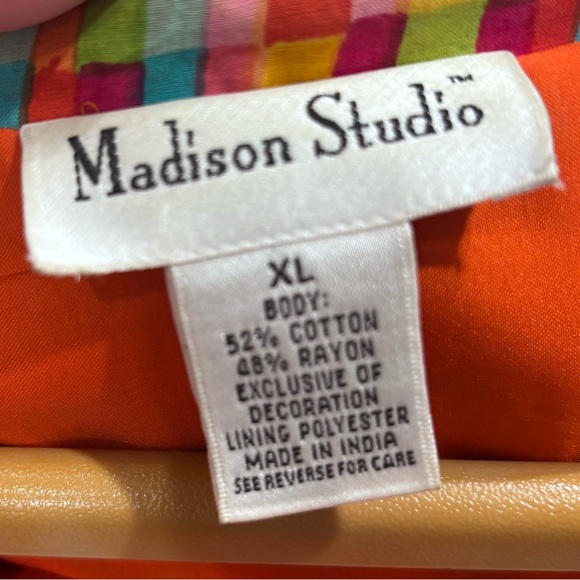 Madison Studio™
XL
BODY:
52% COTTON
48% RAYON
EXCLUSIVE OF
DECORATION
LINING POLYESTER
MADE IN INDIA
SEE REVERSE FOR CARE